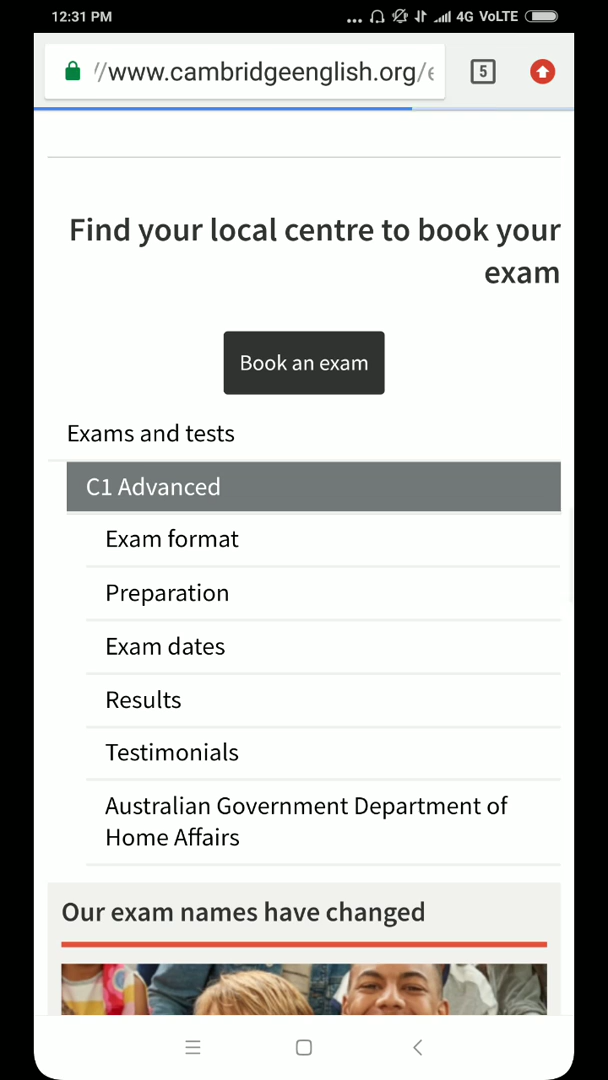 12:31 PM
... 4G VoLTE
//www.cambridgeenglish.org/e
5
Find your local centre to book your
exam
Book an exam
Exams and tests
C1 Advanced
Exam format
Preparation
Exam dates
Results
Testimonials
Australian Government Department of
Home Affairs
Our exam names have changed